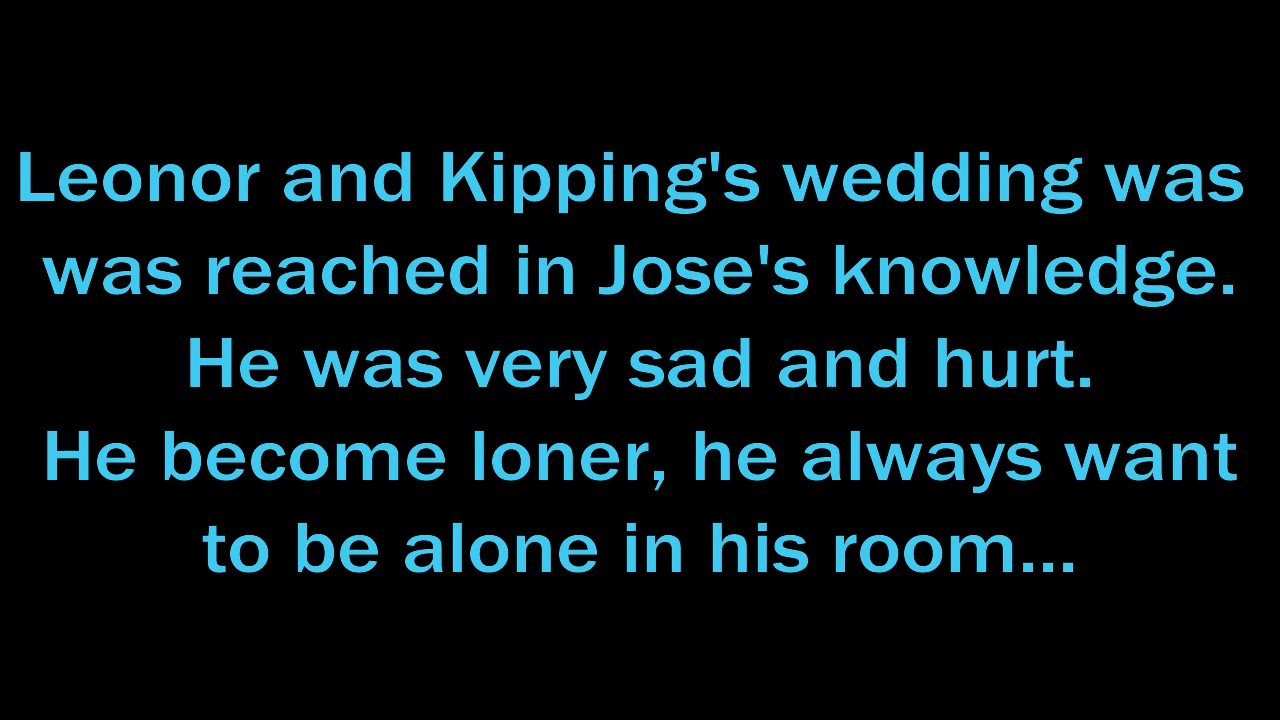 Leonor and Kipping's wedding was
was reached in Jose's knowledge.
He was very sad and hurt.
He become loner, he always want
to be alone in his room...